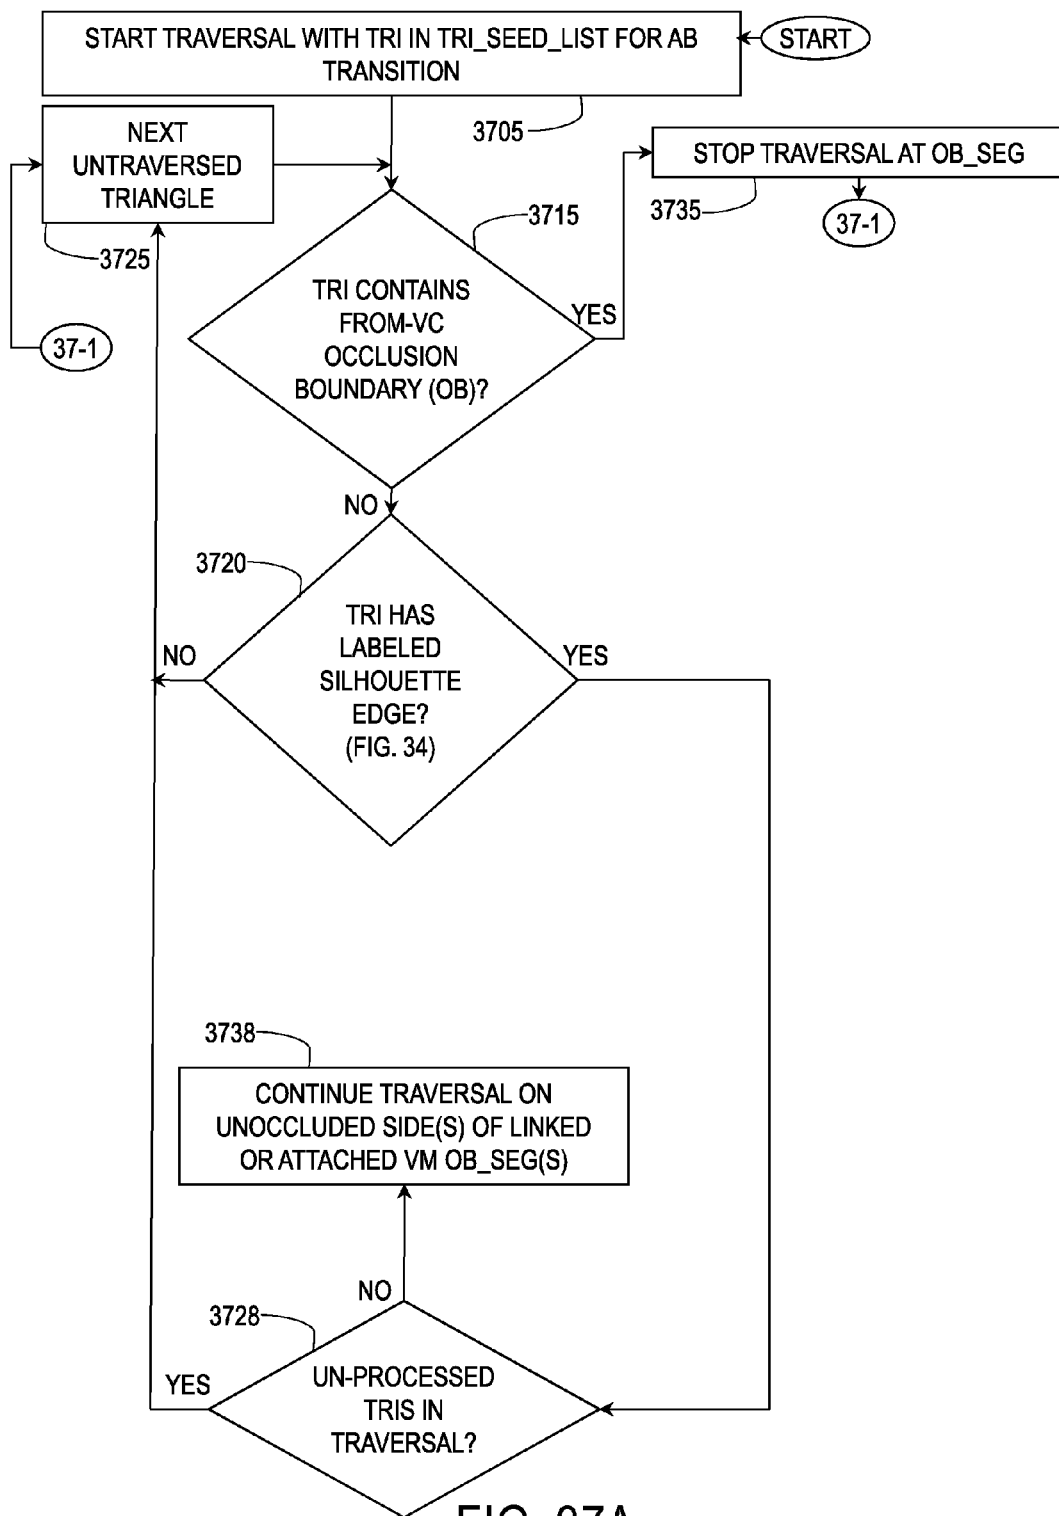 START TRAVERSAL WITH TRI IN TRI_SEED_LIST FOR AB
TRANSITION
START
3705
NEXT
UNTRAVERSED
TRIANGLE
3725
37-1
STOP TRAVERSAL AT OB_SEG
3735
37-1
3715
TRI CONTAINS
FROM-VC
OCCLUSION
BOUNDARY (OB)?
YES
NO
3720
TRI HAS
LABELED
SILHOUETTE
EDGE?
(FIG. 34)
NO
YES
3738
CONTINUE TRAVERSAL ON
UNOCCLUDED SIDE(S) OF LINKED
OR ATTACHED VM OB_SEG(S)
NO
3728
YES
UN-PROCESSED
TRIS IN
TRAVERSAL?
FIG. 37A